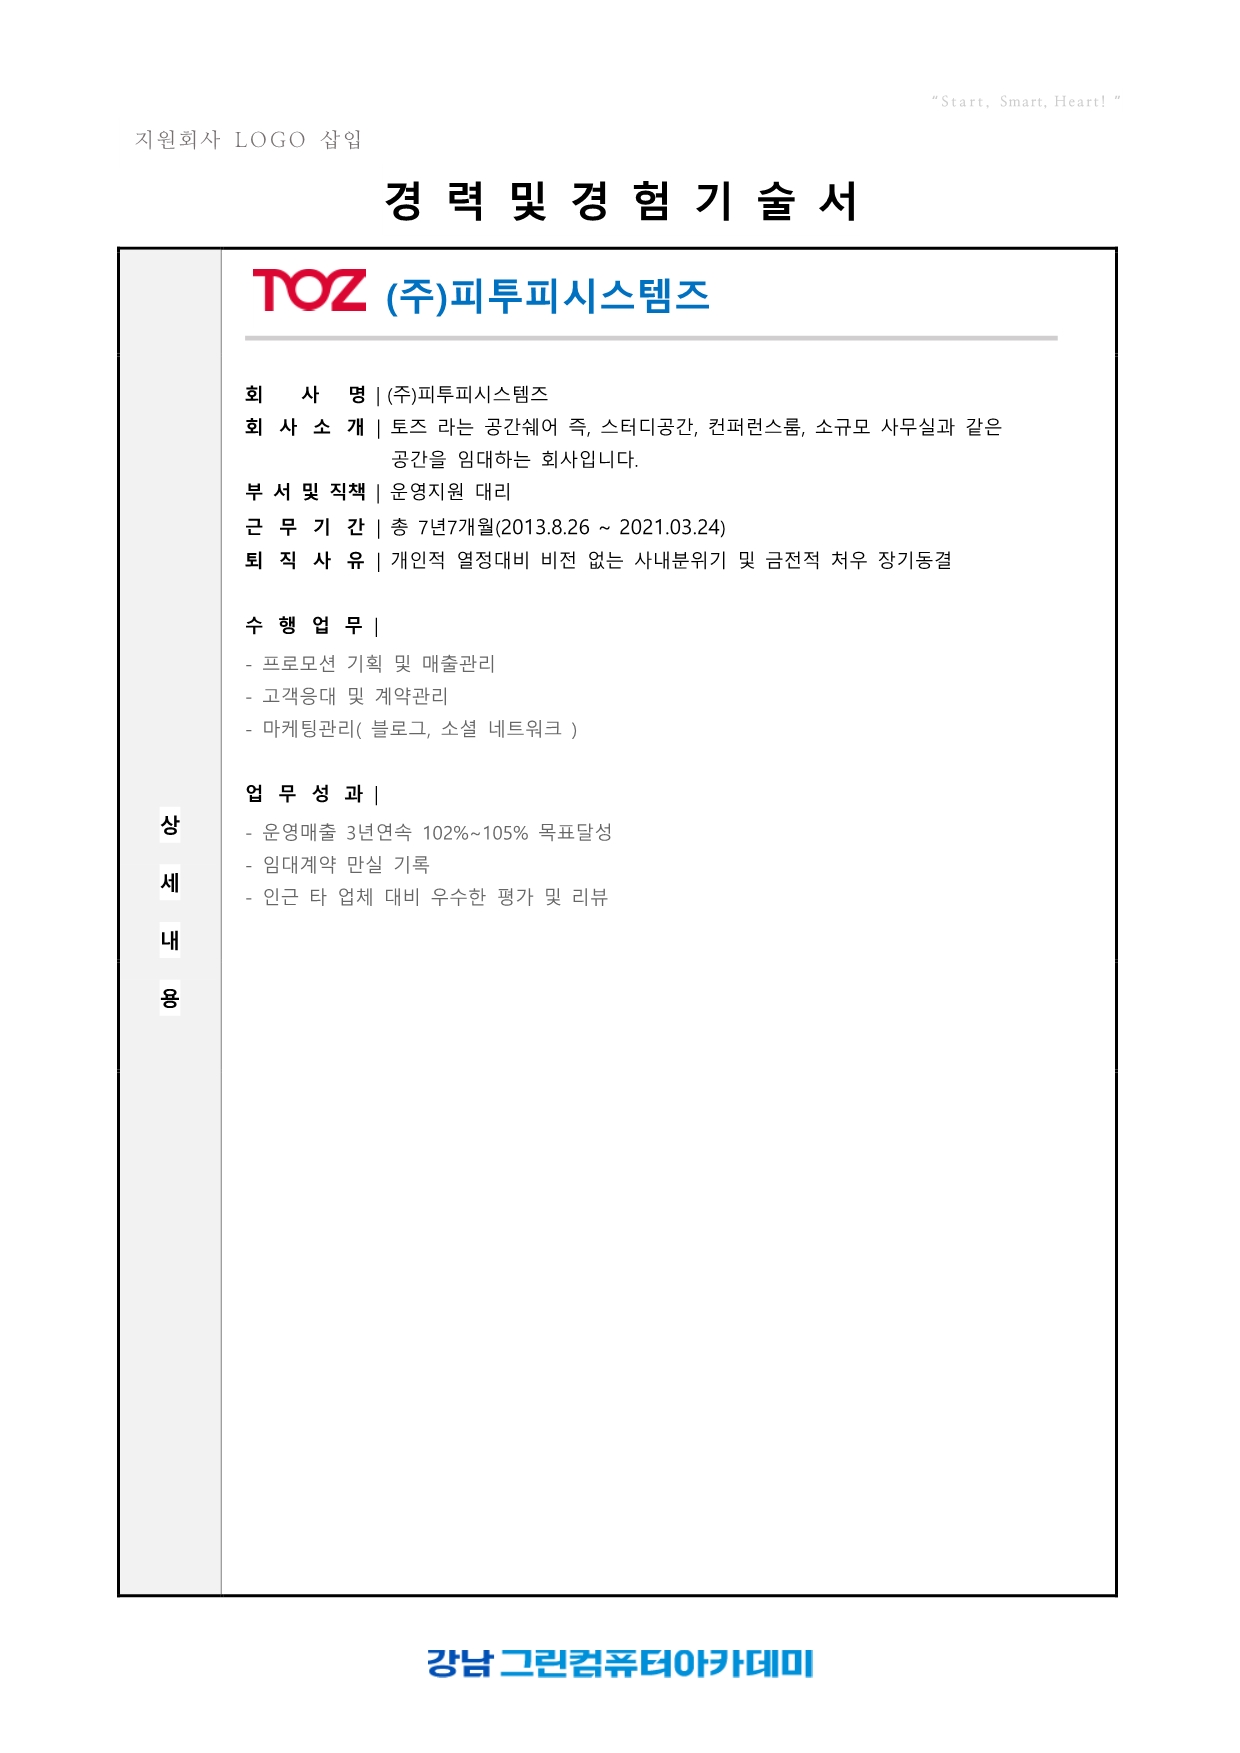 "Start, Smart, Heart! "
지원회사 LOGO 삽입
경 력 및 경 험 기 술 서
TOZ (주)피투피시스템즈
회 사 명 | (주)피투피시스템즈
회 사 소 개 | 토즈 라는 공간쉐어 즉, 스터디공간, 컨퍼런스룸, 소규모 사무실과 같은
공간을 임대하는 회사입니다.
부 서 및 직책 | 운영지원 대리
근 무 기 간 | 총 7년7개월(2013.8.26 ~ 2021.03.24)
퇴 직 사 유 | 개인적 열정대비 비전 없는 사내분위기 및 금전적 처우 장기동결
수 행 업 무 |
- 프로모션 기획 및 매출관리
- 고객응대 및 계약관리
- 마케팅관리( 블로그, 소셜 네트워크 )
업 무 성 과 |
- 운영매출 3년연속 102%~105% 목표달성
- 임대계약 만실 기록
- 인근 타 업체 대비 우수한 평가 및 리뷰
상
세
내
용
강남 그린컴퓨터아카데미